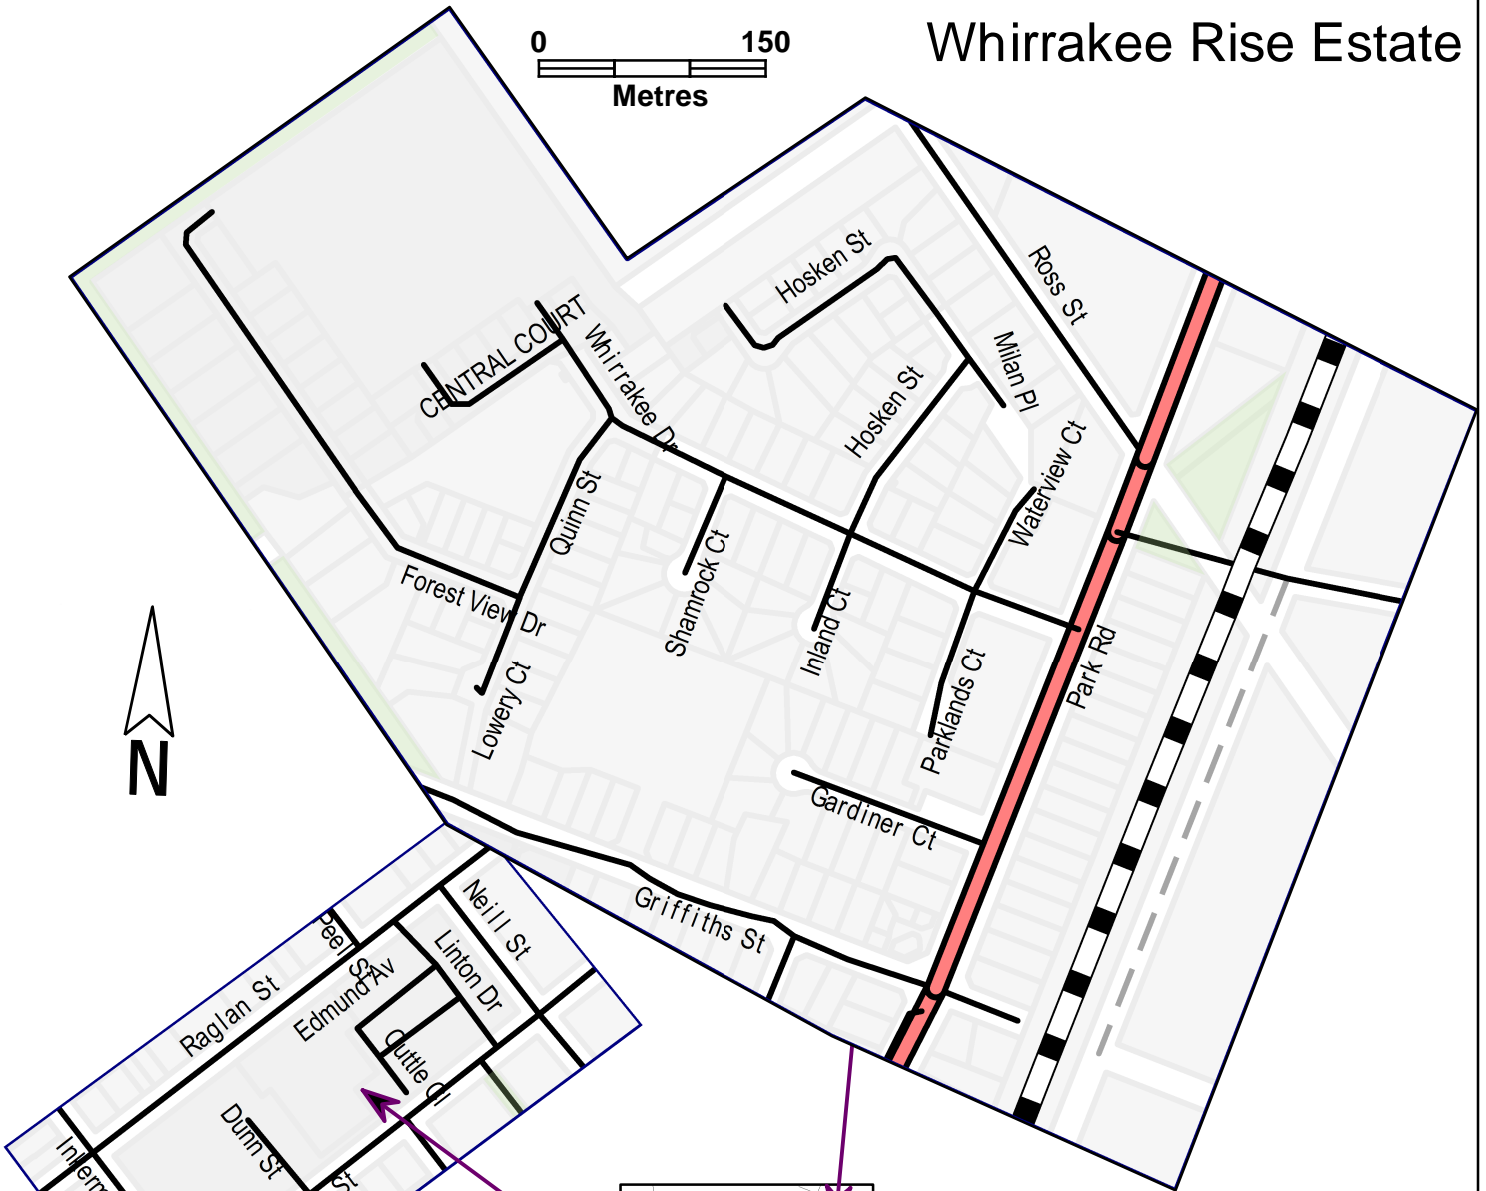 Whirrakee Rise Estate
0 150
Metres
Hosken St
Ross St
CENTRAL COURT
Whirrakee Dr
Milan Pl
Hosken St
Waterview Ct
Quinn St
Shamrock Ct
Forest View Dr
Inland Ct
Park Rd
Parklands Ct
Lowery Ct
N
Gardiner Ct
Griffiths St
Neill St
Peel St
Linton Dr
Edmund Av
Raglan St
Cuttle Cl
Dunn St
Inkerm
St